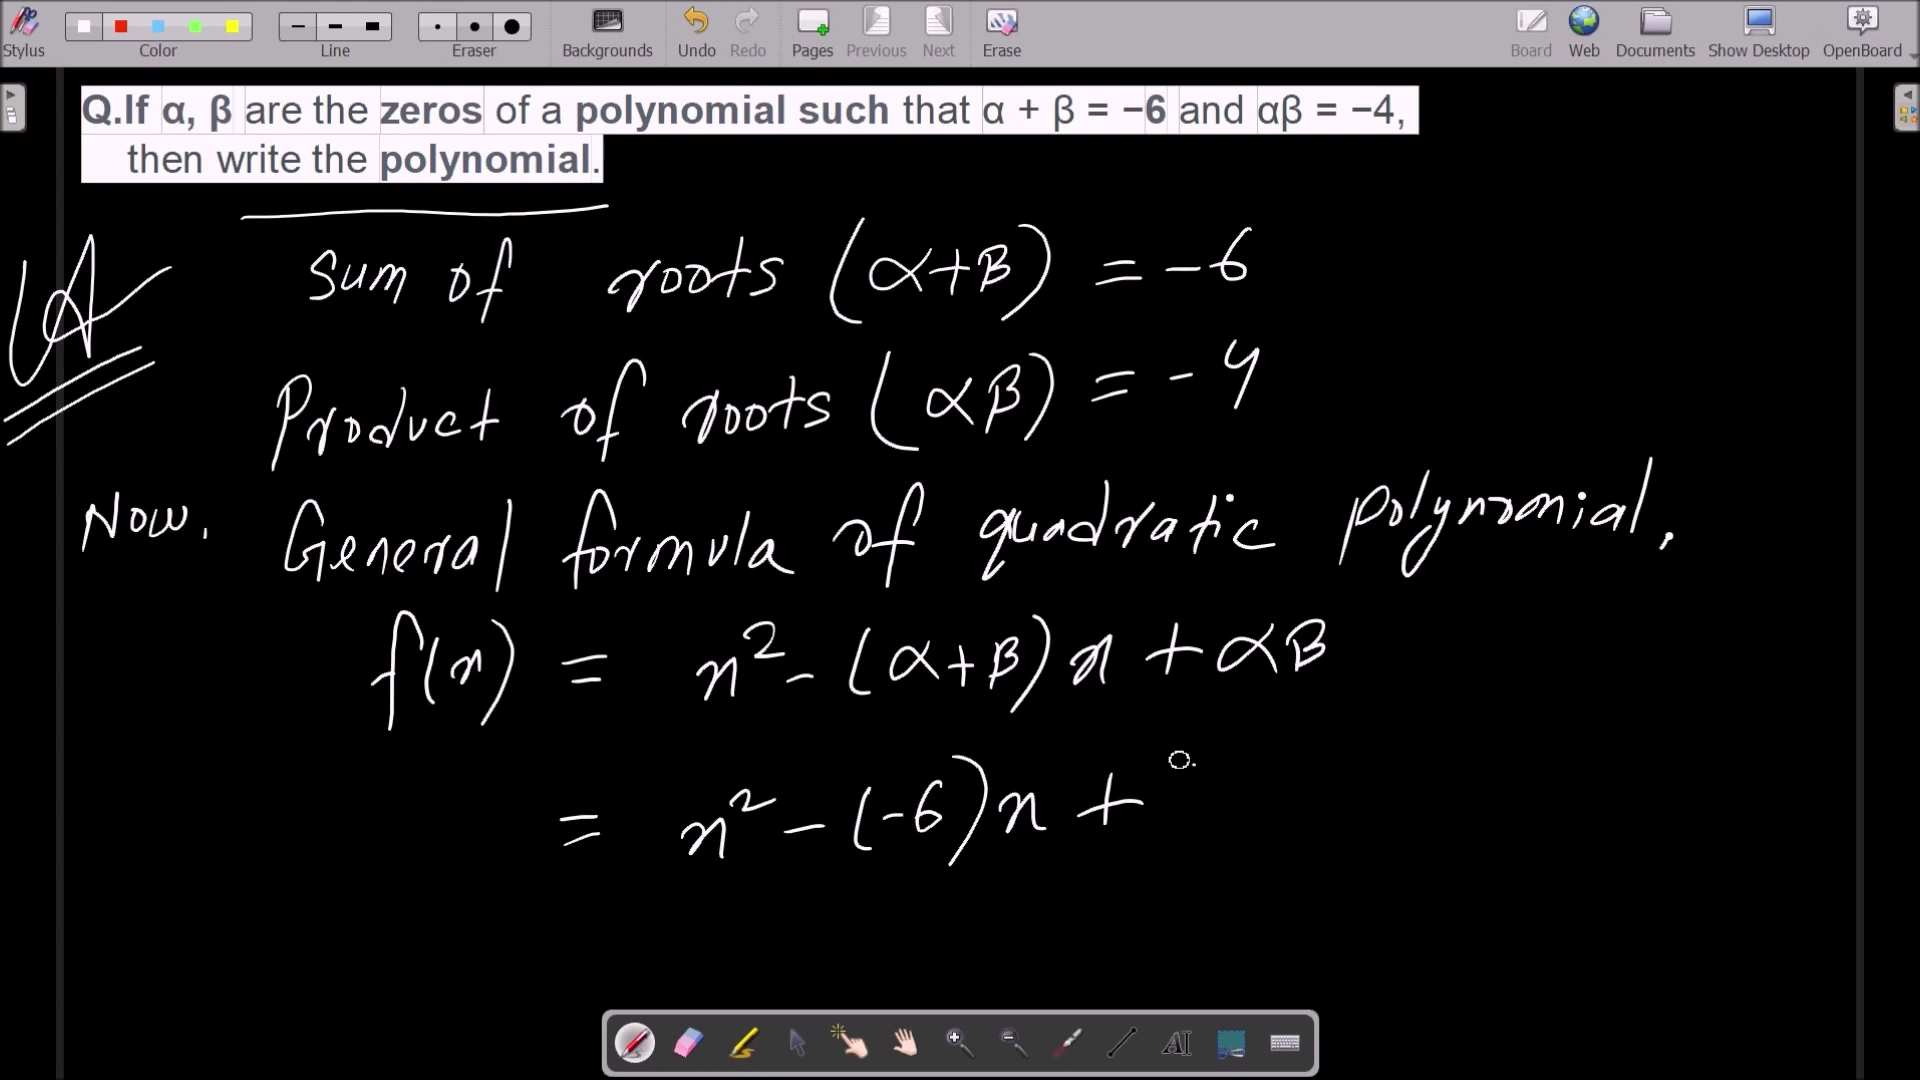 Stylus Color Line Eraser Backgrounds Undo Redo Pages Previous Next Erase Board Web Documents Show Desktop OpenBoard
Q.If α, β are the zeros of a polynomial such that α + β = −6 and αβ = −4,
then write the polynomial.
Sum of roots (α+β) = -6
Product of roots (αβ) = -4
Now. General formula of quadratic polynomial.
f(x) = x² - (α+β)x + αβ
= x² - (-6)x +
AI